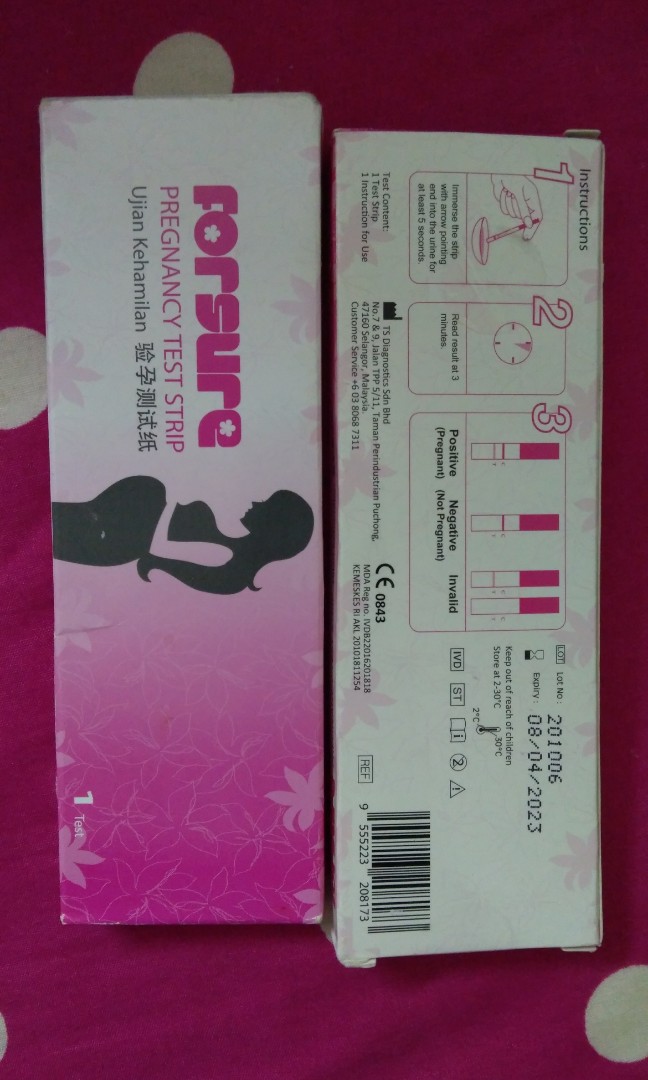 Forsure
PREGNANCY TEST STRIP
Ujian Kehamilan 验孕测试纸
1 Test
Instructions
1
Immerse the strip
with arrow pointing
end into the urine for
at least 5 seconds.
2
Read result at 3
minutes.
3
C
T
C
T
C
T
C
T
Positive
(Pregnant)
Negative
(Not Pregnant)
Invalid
Test Content:
1 Test Strip
1 Instruction for Use
TS Diagnostics Sdn Bhd
No.7 & 9, Jalan TPP 5/11, Taman Perindustrian Puchong,
47160 Selangor, Malaysia.
Customer Service +6 03 8068 7311
CE 0843
MDA Reg no. IVDB22016201818
KEMESKES RI AKL 20101811254
LOT Lot No : 201006
Expiry : 08/04/2023
Keep out of reach of children
Store at 2-30°C
2°C
30°C
IVD
ST
i
2
REF
9 555223 208173